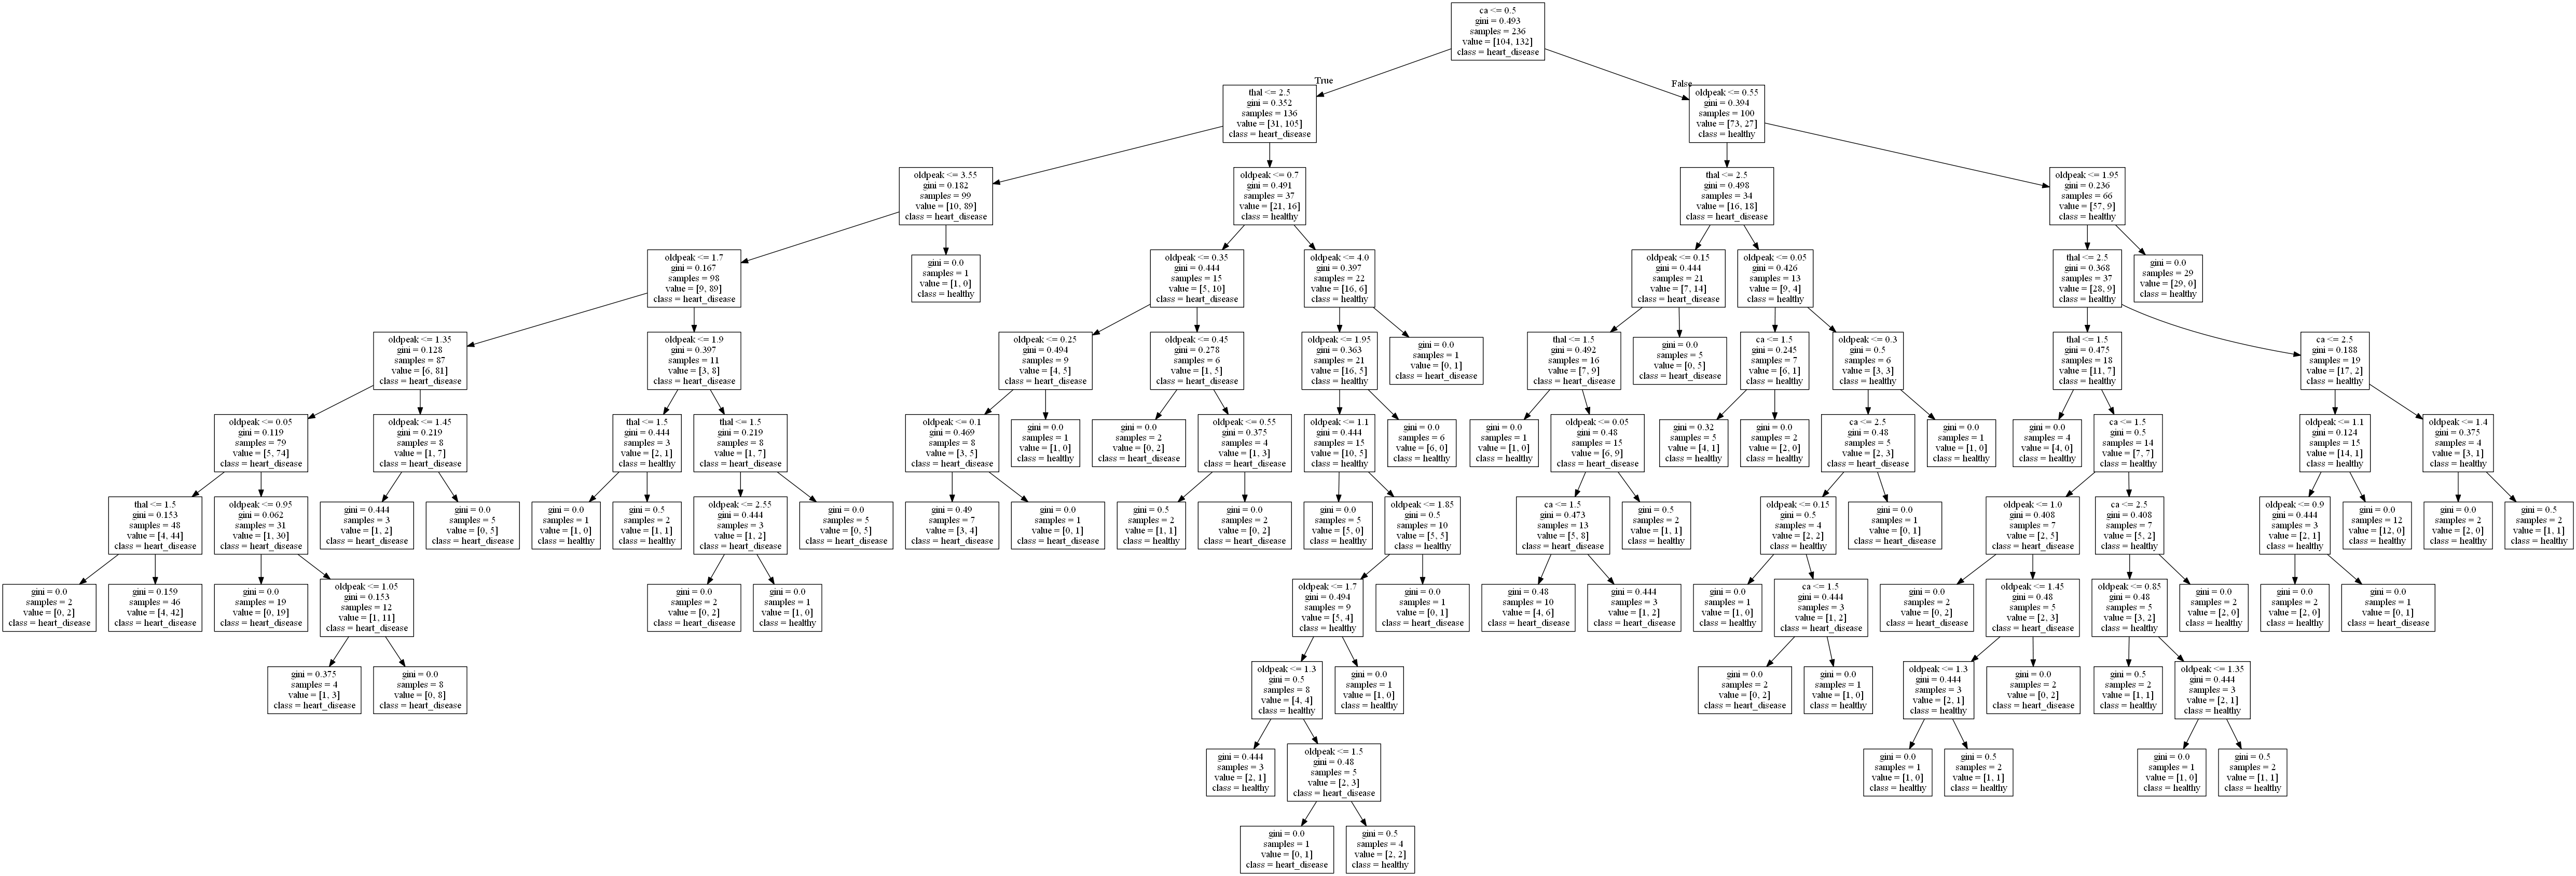 ca <= 0.5
gini = 0.493
samples = 236
value = [104, 132]
class = heart_disease
True
False
thal <= 2.5
gini = 0.352
samples = 136
value = [31, 105]
class = heart_disease
oldpeak <= 0.55
gini = 0.394
samples = 100
value = [73, 27]
class = healthy
oldpeak <= 3.55
gini = 0.182
samples = 99
value = [10, 89]
class = heart_disease
oldpeak <= 0.7
gini = 0.491
samples = 37
value = [21, 16]
class = healthy
thal <= 2.5
gini = 0.498
samples = 34
value = [16, 18]
class = heart_disease
oldpeak <= 1.95
gini = 0.236
samples = 66
value = [57, 9]
class = healthy
oldpeak <= 1.7
gini = 0.167
samples = 98
value = [9, 89]
class = heart_disease
gini = 0.0
samples = 1
value = [1, 0]
class = healthy
oldpeak <= 0.35
gini = 0.444
samples = 15
value = [5, 10]
class = heart_disease
oldpeak <= 4.0
gini = 0.397
samples = 22
value = [16, 6]
class = healthy
oldpeak <= 0.15
gini = 0.444
samples = 21
value = [7, 14]
class = heart_disease
oldpeak <= 0.05
gini = 0.426
samples = 13
value = [9, 4]
class = healthy
thal <= 2.5
gini = 0.368
samples = 37
value = [28, 9]
class = healthy
gini = 0.0
samples = 29
value = [29, 0]
class = healthy
oldpeak <= 1.35
gini = 0.128
samples = 87
value = [6, 81]
class = heart_disease
oldpeak <= 1.9
gini = 0.397
samples = 11
value = [3, 8]
class = heart_disease
oldpeak <= 0.25
gini = 0.494
samples = 9
value = [4, 5]
class = heart_disease
oldpeak <= 0.45
gini = 0.278
samples = 6
value = [1, 5]
class = heart_disease
oldpeak <= 1.95
gini = 0.363
samples = 21
value = [16, 5]
class = healthy
gini = 0.0
samples = 1
value = [0, 1]
class = heart_disease
thal <= 1.5
gini = 0.492
samples = 16
value = [7, 9]
class = heart_disease
gini = 0.0
samples = 5
value = [0, 5]
class = heart_disease
ca <= 1.5
gini = 0.245
samples = 7
value = [6, 1]
class = healthy
oldpeak <= 0.3
gini = 0.5
samples = 6
value = [3, 3]
class = healthy
thal <= 1.5
gini = 0.475
samples = 18
value = [11, 7]
class = healthy
ca <= 2.5
gini = 0.188
samples = 19
value = [17, 2]
class = healthy
oldpeak <= 0.05
gini = 0.119
samples = 79
value = [5, 74]
class = heart_disease
oldpeak <= 1.45
gini = 0.219
samples = 8
value = [1, 7]
class = heart_disease
thal <= 1.5
gini = 0.444
samples = 3
value = [2, 1]
class = healthy
thal <= 1.5
gini = 0.219
samples = 8
value = [1, 7]
class = heart_disease
oldpeak <= 0.1
gini = 0.469
samples = 8
value = [3, 5]
class = heart_disease
gini = 0.0
samples = 1
value = [1, 0]
class = healthy
gini = 0.0
samples = 2
value = [0, 2]
class = heart_disease
oldpeak <= 0.55
gini = 0.375
samples = 4
value = [1, 3]
class = heart_disease
oldpeak <= 1.1
gini = 0.444
samples = 15
value = [10, 5]
class = healthy
gini = 0.0
samples = 6
value = [6, 0]
class = healthy
gini = 0.0
samples = 1
value = [1, 0]
class = healthy
oldpeak <= 0.05
gini = 0.48
samples = 15
value = [6, 9]
class = heart_disease
gini = 0.32
samples = 5
value = [4, 1]
class = healthy
gini = 0.0
samples = 2
value = [2, 0]
class = healthy
ca <= 2.5
gini = 0.48
samples = 5
value = [2, 3]
class = heart_disease
gini = 0.0
samples = 1
value = [1, 0]
class = healthy
gini = 0.0
samples = 4
value = [4, 0]
class = healthy
ca <= 1.5
gini = 0.5
samples = 14
value = [7, 7]
class = healthy
oldpeak <= 1.1
gini = 0.124
samples = 15
value = [14, 1]
class = healthy
oldpeak <= 1.4
gini = 0.375
samples = 4
value = [3, 1]
class = healthy
thal <= 1.5
gini = 0.153
samples = 48
value = [4, 44]
class = heart_disease
oldpeak <= 0.95
gini = 0.062
samples = 31
value = [1, 30]
class = heart_disease
gini = 0.444
samples = 3
value = [1, 2]
class = heart_disease
gini = 0.0
samples = 5
value = [0, 5]
class = heart_disease
gini = 0.0
samples = 1
value = [1, 0]
class = healthy
gini = 0.5
samples = 2
value = [1, 1]
class = healthy
oldpeak <= 2.55
gini = 0.444
samples = 3
value = [1, 2]
class = heart_disease
gini = 0.0
samples = 5
value = [0, 5]
class = heart_disease
gini = 0.49
samples = 7
value = [3, 4]
class = heart_disease
gini = 0.0
samples = 1
value = [0, 1]
class = heart_disease
gini = 0.5
samples = 2
value = [1, 1]
class = healthy
gini = 0.0
samples = 2
value = [0, 2]
class = heart_disease
gini = 0.0
samples = 5
value = [5, 0]
class = healthy
oldpeak <= 1.85
gini = 0.5
samples = 10
value = [5, 5]
class = healthy
ca <= 1.5
gini = 0.473
samples = 13
value = [5, 8]
class = heart_disease
gini = 0.5
samples = 2
value = [1, 1]
class = healthy
oldpeak <= 0.15
gini = 0.5
samples = 4
value = [2, 2]
class = healthy
gini = 0.0
samples = 1
value = [0, 1]
class = heart_disease
oldpeak <= 1.0
gini = 0.408
samples = 7
value = [2, 5]
class = heart_disease
ca <= 2.5
gini = 0.408
samples = 7
value = [5, 2]
class = healthy
oldpeak <= 0.9
gini = 0.444
samples = 3
value = [2, 1]
class = healthy
gini = 0.0
samples = 12
value = [12, 0]
class = healthy
gini = 0.0
samples = 2
value = [2, 0]
class = healthy
gini = 0.5
samples = 2
value = [1, 1]
class = healthy
gini = 0.0
samples = 2
value = [0, 2]
class = heart_disease
gini = 0.159
samples = 46
value = [4, 42]
class = heart_disease
gini = 0.0
samples = 19
value = [0, 19]
class = heart_disease
oldpeak <= 1.05
gini = 0.153
samples = 12
value = [1, 11]
class = heart_disease
gini = 0.0
samples = 2
value = [0, 2]
class = heart_disease
gini = 0.0
samples = 1
value = [1, 0]
class = healthy
oldpeak <= 1.7
gini = 0.494
samples = 9
value = [5, 4]
class = healthy
gini = 0.0
samples = 1
value = [0, 1]
class = heart_disease
gini = 0.48
samples = 10
value = [4, 6]
class = heart_disease
gini = 0.444
samples = 3
value = [1, 2]
class = heart_disease
gini = 0.0
samples = 1
value = [1, 0]
class = healthy
ca <= 1.5
gini = 0.444
samples = 3
value = [1, 2]
class = heart_disease
gini = 0.0
samples = 2
value = [0, 2]
class = heart_disease
oldpeak <= 1.45
gini = 0.48
samples = 5
value = [2, 3]
class = heart_disease
oldpeak <= 0.85
gini = 0.48
samples = 5
value = [3, 2]
class = healthy
gini = 0.0
samples = 2
value = [2, 0]
class = healthy
gini = 0.0
samples = 2
value = [2, 0]
class = healthy
gini = 0.0
samples = 1
value = [0, 1]
class = heart_disease
gini = 0.375
samples = 4
value = [1, 3]
class = heart_disease
gini = 0.0
samples = 8
value = [0, 8]
class = heart_disease
oldpeak <= 1.3
gini = 0.5
samples = 8
value = [4, 4]
class = healthy
gini = 0.0
samples = 1
value = [1, 0]
class = healthy
gini = 0.0
samples = 2
value = [0, 2]
class = heart_disease
gini = 0.0
samples = 1
value = [1, 0]
class = healthy
oldpeak <= 1.3
gini = 0.444
samples = 3
value = [2, 1]
class = healthy
gini = 0.0
samples = 2
value = [0, 2]
class = heart_disease
gini = 0.5
samples = 2
value = [1, 1]
class = healthy
oldpeak <= 1.35
gini = 0.444
samples = 3
value = [2, 1]
class = healthy
gini = 0.444
samples = 3
value = [2, 1]
class = healthy
oldpeak <= 1.5
gini = 0.48
samples = 5
value = [2, 3]
class = heart_disease
gini = 0.0
samples = 1
value = [1, 0]
class = healthy
gini = 0.5
samples = 2
value = [1, 1]
class = healthy
gini = 0.0
samples = 1
value = [1, 0]
class = healthy
gini = 0.5
samples = 2
value = [1, 1]
class = healthy
gini = 0.0
samples = 1
value = [0, 1]
class = heart_disease
gini = 0.5
samples = 4
value = [2, 2]
class = healthy